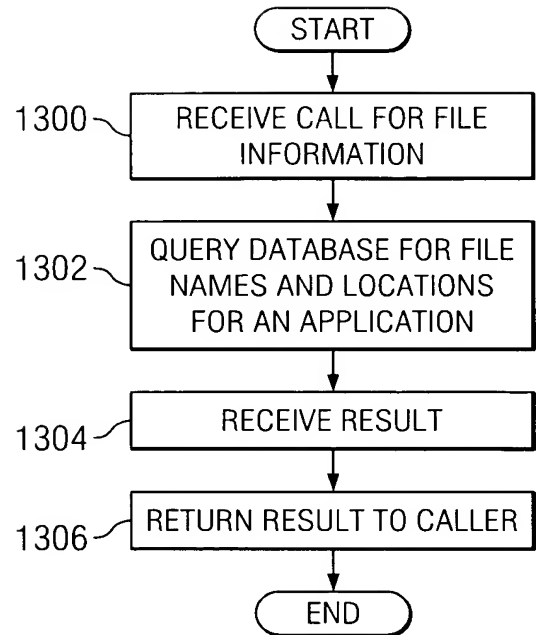 START
1300
RECEIVE CALL FOR FILE
INFORMATION
1302
QUERY DATABASE FOR FILE
NAMES AND LOCATIONS
FOR AN APPLICATION
1304
RECEIVE RESULT
1306
RETURN RESULT TO CALLER
END